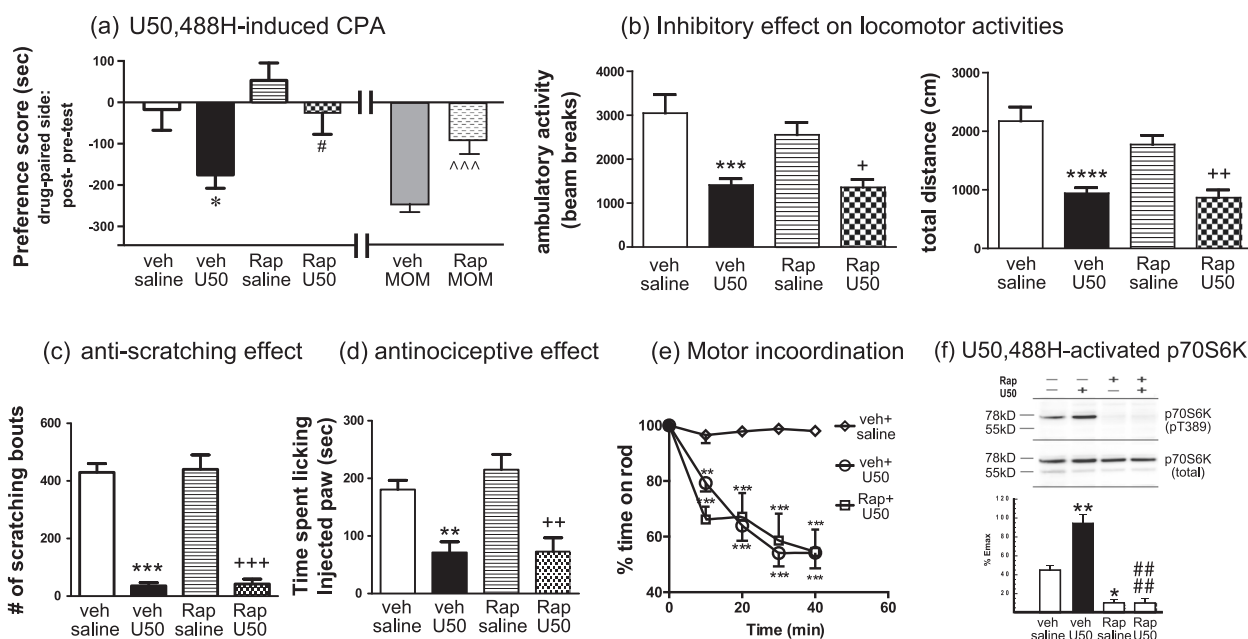 (a) U50,488H-induced CPA
Preference score (sec)
drug-paired side:
post- pre-test
100
0
-100
-200
-300
*
#
^^^
veh
saline
veh
U50
Rap
saline
Rap
U50
veh
MOM
Rap
MOM
(b) Inhibitory effect on locomotor activities
ambulatory activity
(beam breaks)
4000
3000
2000
1000
0
***
+
veh
saline
veh
U50
Rap
saline
Rap
U50
total distance (cm)
3000
2000
1000
0
****
++
veh
saline
veh
U50
Rap
saline
Rap
U50
(c) anti-scratching effect
# of scratching bouts
600
400
200
0
***
+++
veh
saline
veh
U50
Rap
saline
Rap
U50
(d) antinociceptive effect
Time spent licking
Injected paw (sec)
300
200
100
0
**
++
veh
saline
veh
U50
Rap
saline
Rap
U50
(e) Motor incoordination
% time on rod
100
80
60
40
**
***
***
***
***
***
***
***
0
20
40
60
Time (min)
veh+
saline
veh+
U50
Rap+
U50
(f) U50,488H-activated p70S6K
Rap — — + +
U50 — + — +
78kD
55kD
p70S6K
(pT389)
78kD
55kD
p70S6K
(total)
% Emax
100
80
60
40
20
0
**
*
##
##
veh
saline
veh
U50
Rap
saline
Rap
U50